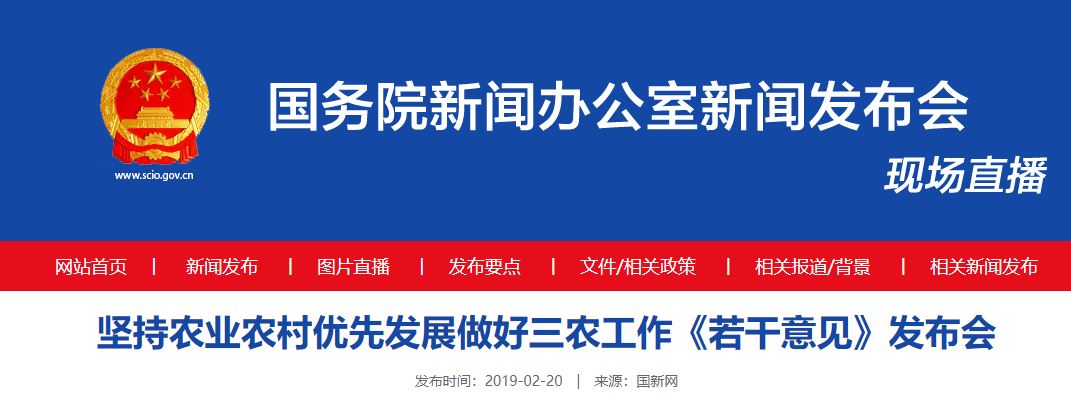 国务院新闻办公室新闻发布会
www.scio.gov.cn
现场直播
网站首页 | 新闻发布 | 图片直播 | 发布要点 | 文件/相关政策 | 相关报道/背景 | 相关新闻发布
坚持农业农村优先发展做好三农工作《若干意见》发布会
发布时间：2019-02-20 | 来源：国新网